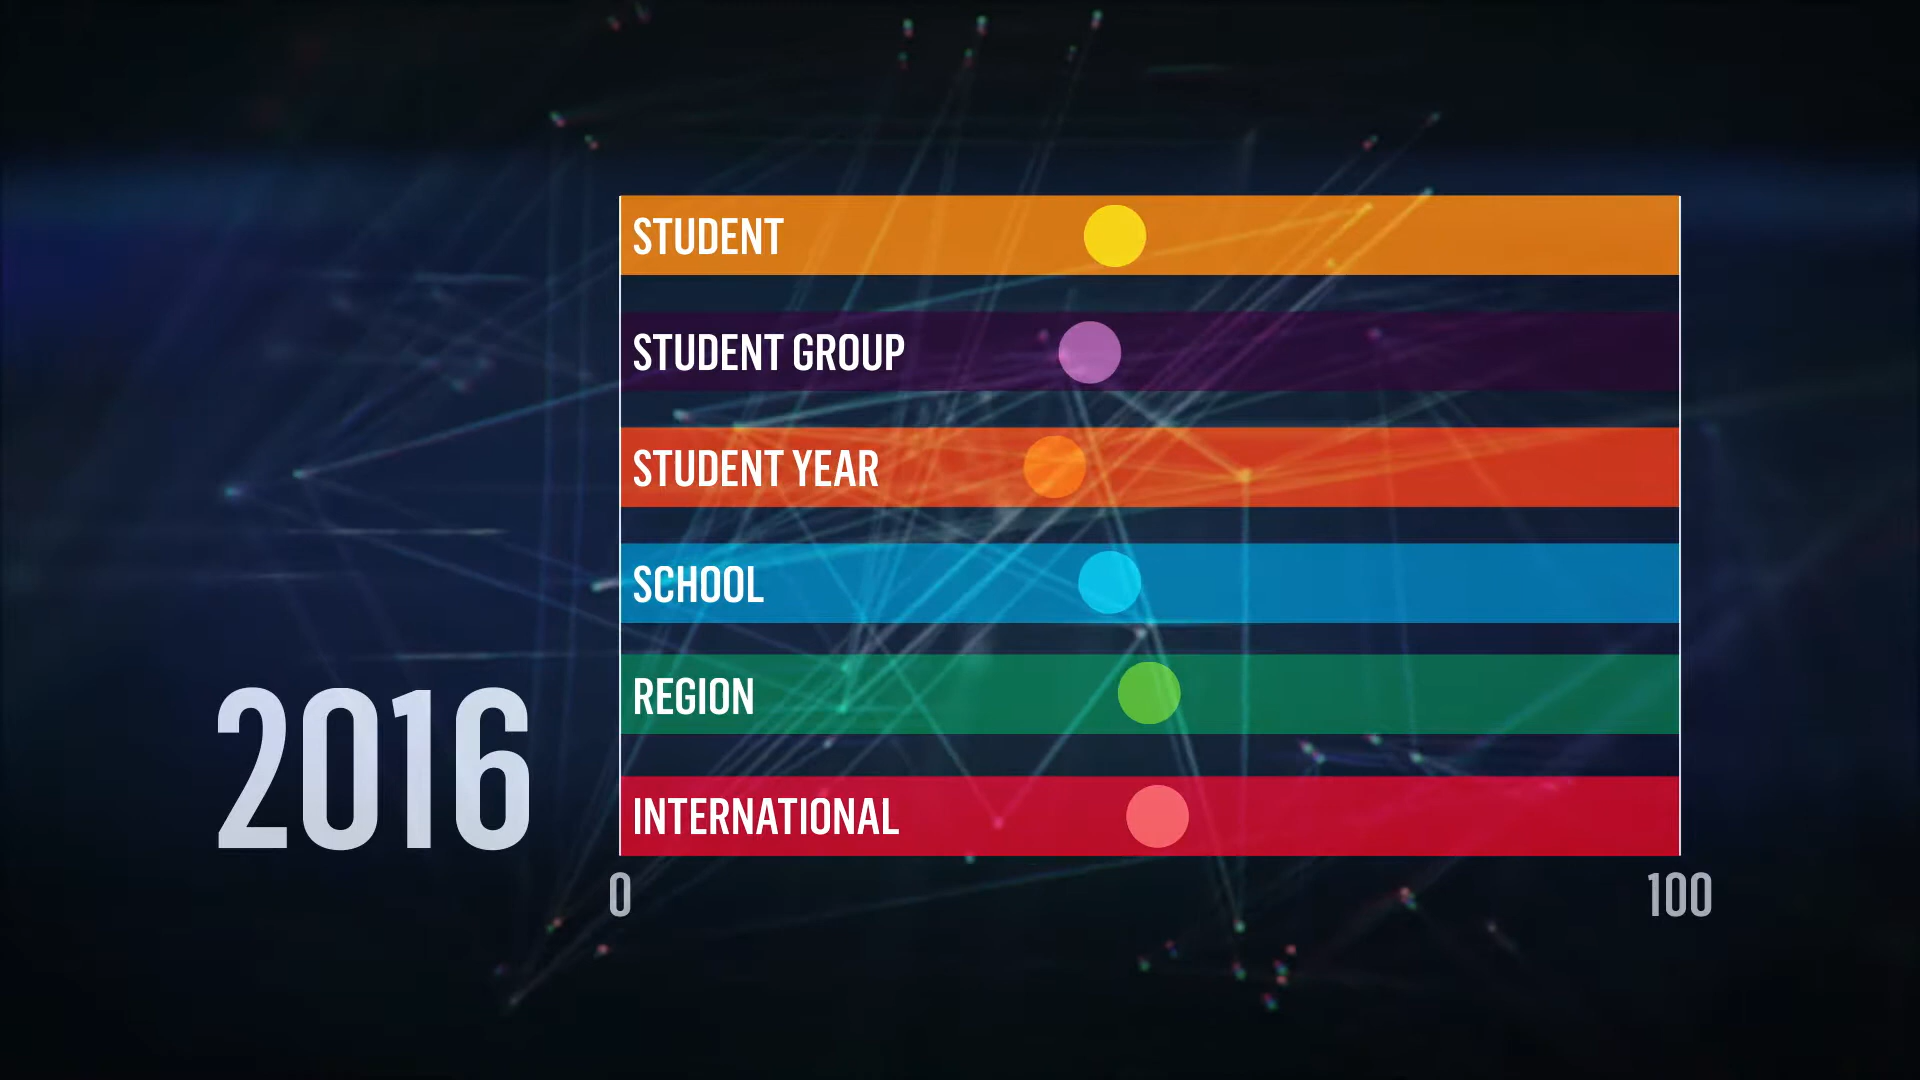 STUDENT
STUDENT GROUP
STUDENT YEAR
SCHOOL
REGION
INTERNATIONAL
2016
0
100